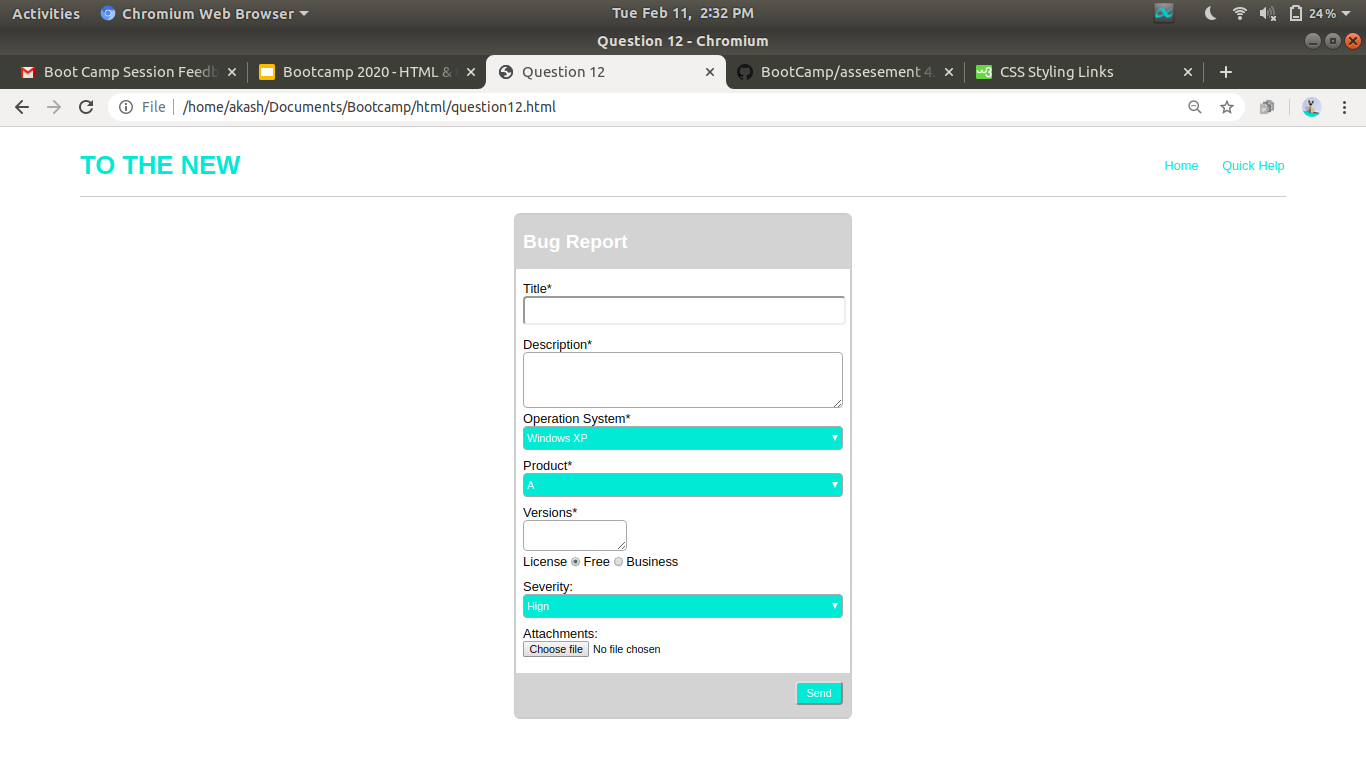 Activities Chromium Web Browser Tue Feb 11, 2:32 PM 24%
Question 12 - Chromium
Boot Camp Session Feedb Bootcamp 2020 - HTML & Question 12 BootCamp/assesement 4. CSS Styling Links
File /home/akash/Documents/Bootcamp/html/question12.html
TO THE NEW Home Quick Help
Bug Report
Title*
Description*
Operation System*
Windows XP
Product*
A
Versions*
License Free Business
Severity:
Hign
Attachments:
Choose file No file chosen
Send